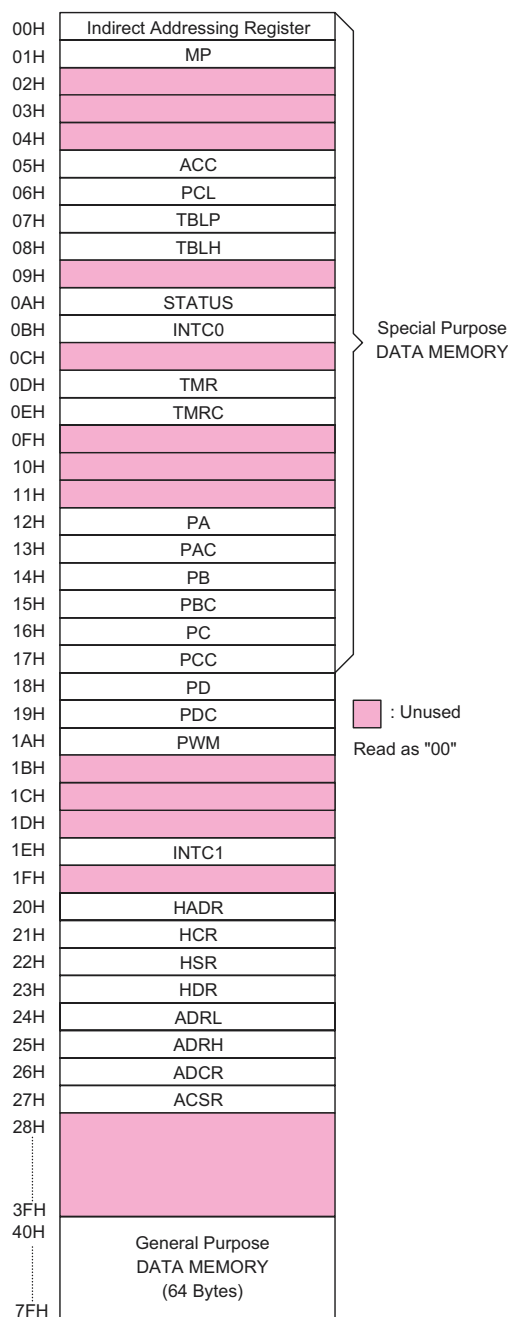 00H Indirect Addressing Register
01H MP
02H
03H
04H
05H ACC
06H PCL
07H TBLP
08H TBLH
09H
0AH STATUS
0BH INTC0
Special Purpose
DATA MEMORY
0CH
0DH TMR
0EH TMRC
0FH
10H
11H
12H PA
13H PAC
14H PB
15H PBC
16H PC
17H PCC
18H PD
19H PDC
: Unused
1AH PWM
Read as "00"
1BH
1CH
1DH
1EH INTC1
1FH
20H HADR
21H HCR
22H HSR
23H HDR
24H ADRL
25H ADRH
26H ADCR
27H ACSR
28H
3FH
40H
General Purpose
DATA MEMORY
(64 Bytes)
7FH